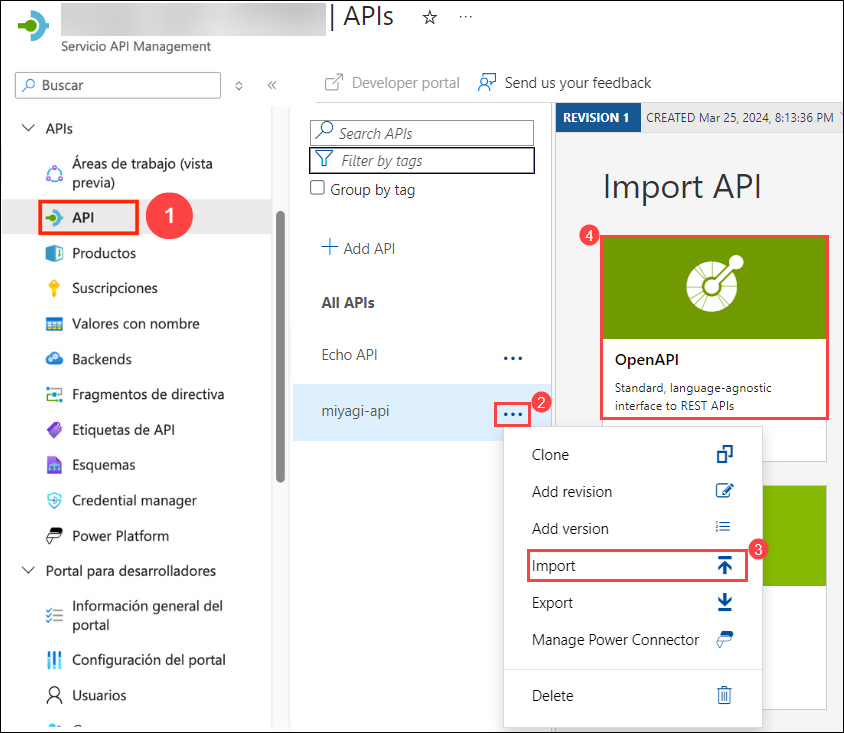 | APIs
Servicio API Management
Buscar
APIs
Áreas de trabajo (vista
previa)
API
1
Productos
Suscripciones
Valores con nombre
Backends
Fragmentos de directiva
Etiquetas de API
Esquemas
Credential manager
Power Platform
Portal para desarrolladores
Información general del
portal
Configuración del portal
Usuarios
Developer portal
Send us your feedback
Search APIs
Filter by tags
Group by tag
Add API
All APIs
Echo API
miyagi-api
2
Clone
Add revision
Add version
Import
3
Export
Manage Power Connector
Delete
REVISION 1
CREATED Mar 25, 2024, 8:13:36 PM
Import API
4
OpenAPI
Standard, language-agnostic
interface to REST APIs